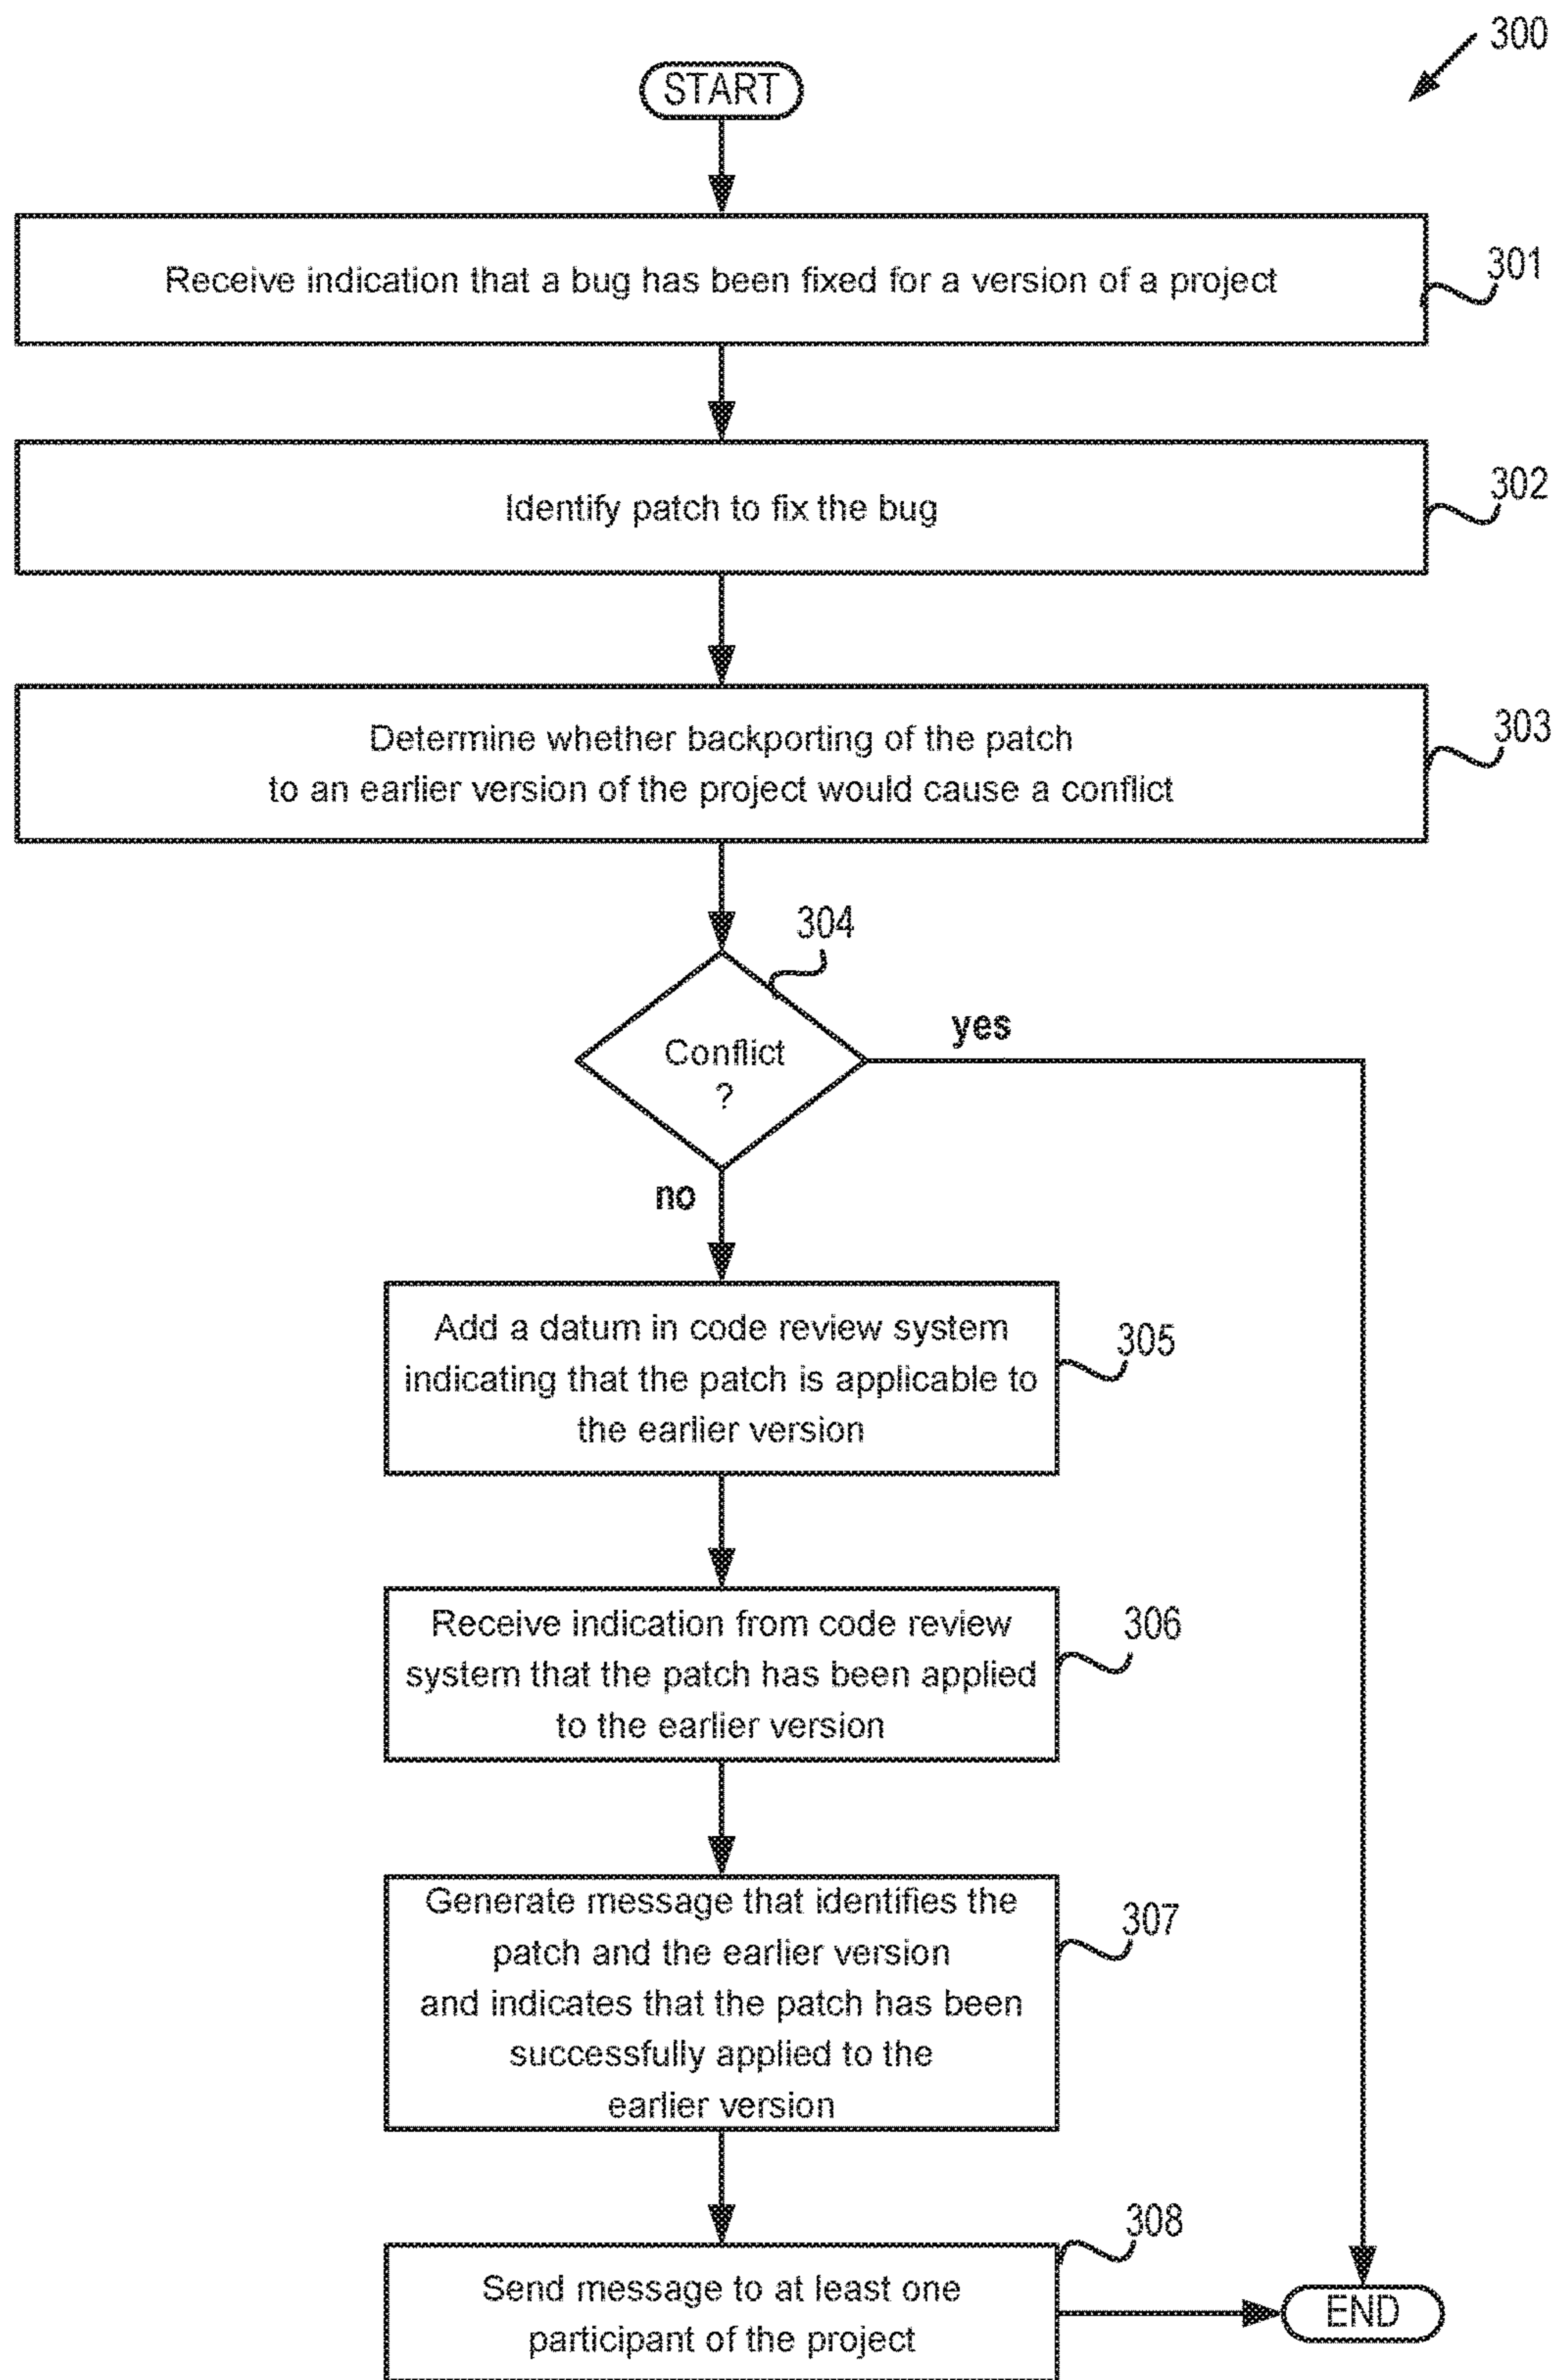 300
START
Receive indication that a bug has been fixed for a version of a project
301
Identify patch to fix the bug
302
Determine whether backporting of the patch
to an earlier version of the project would cause a conflict
303
304
Conflict
?
yes
no
Add a datum in code review system
indicating that the patch is applicable to
the earlier version
305
Receive indication from code review
system that the patch has been applied
to the earlier version
306
Generate message that identifies the
patch and the earlier version
and indicates that the patch has been
successfully applied to the
earlier version
307
Send message to at least one
participant of the project
308
END